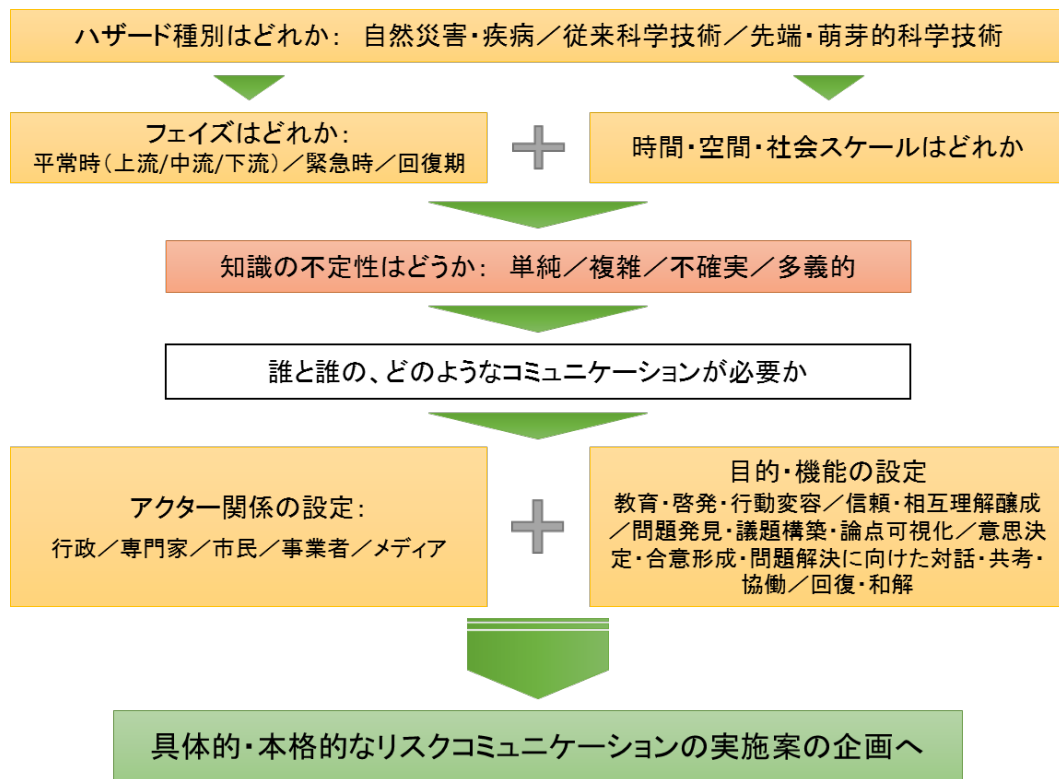 ハザード種別はどれか： 自然災害・疾病／従来科学技術／先端・萌芽的科学技術
フェイズはどれか：
平常時（上流/中流/下流）／緊急時／回復期
時間・空間・社会スケールはどれか
知識の不定性はどうか： 単純／複雑／不確実／多義的
誰と誰の、どのようなコミュニケーションが必要か
アクター関係の設定：
行政／専門家／市民／事業者／メディア
目的・機能の設定
教育・啓発・行動変容／信頼・相互理解醸成
／問題発見・議題構築・論点可視化／意思決
定・合意形成・問題解決に向けた対話・共考・
協働／回復・和解
具体的・本格的なリスクコミュニケーションの実施案の企画へ